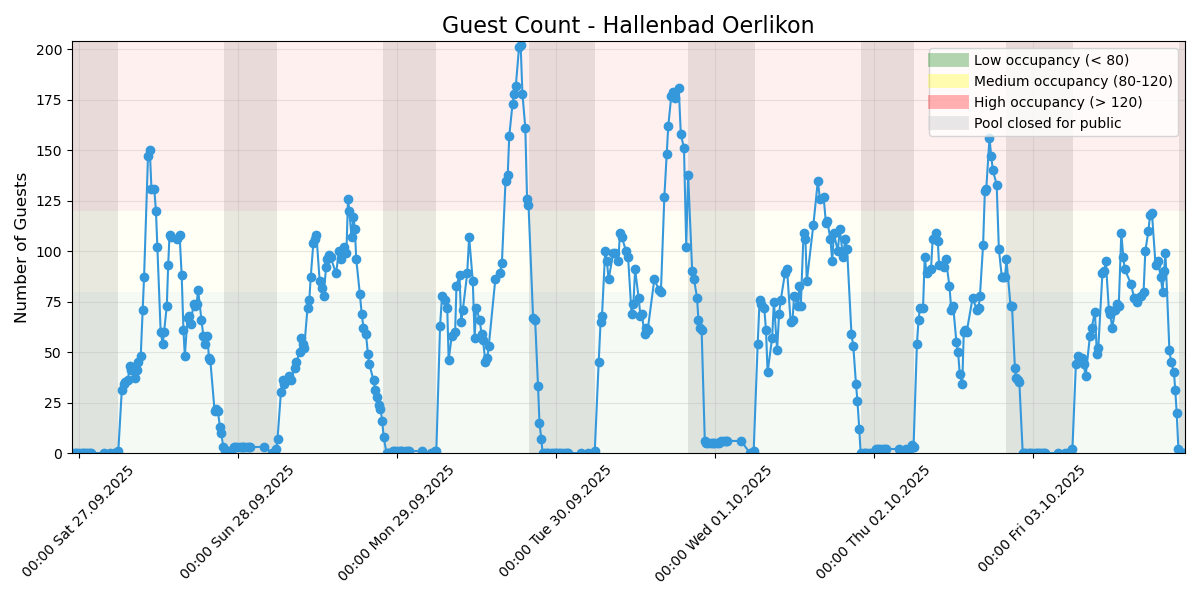 Guest Count - Hallenbad Oerlikon
Number of Guests
200
175
150
125
100
75
50
25
0
Low occupancy (< 80)
Medium occupancy (80-120)
High occupancy (> 120)
Pool closed for public
00:00 Sat 27.09.2025
00:00 Sun 28.09.2025
00:00 Mon 29.09.2025
00:00 Tue 30.09.2025
00:00 Wed 01.10.2025
00:00 Thu 02.10.2025
00:00 Fri 03.10.2025